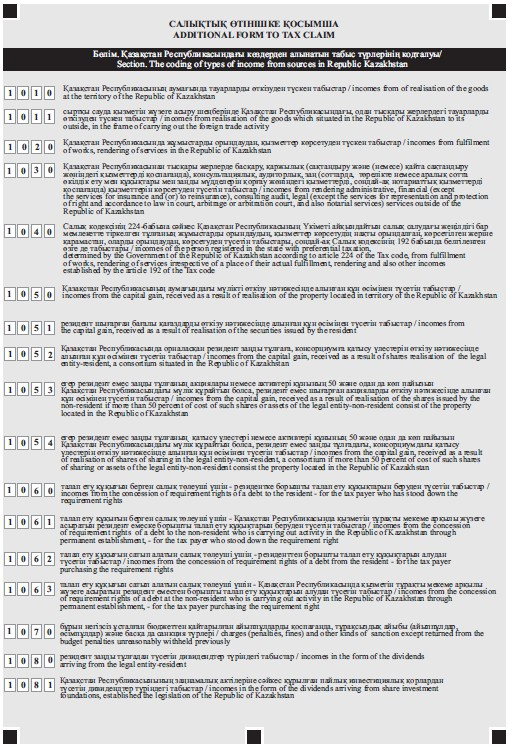 САЛЫҚТЫҚ ӨТІНІШКЕ ҚОСЫМША
ADDITIONAL FORM TO TAX CLAIM
Бөлім. Қазақстан Республикасындағы көздерден алынатын табыс түрлерінің кодталуы/
Section. The coding of types of income from sources in Republic Kazakhstan
1 0 1 0
Қазақстан Республикасының аумағында тауарларды өткізуден түскен табыстар / incomes from of realisation of the goods
at the territory of the Republic of Kazakhstan
1 0 1 1
сыртқы сауда қызметін жүзеге асыру шеңберінде Қазақстан Республикасындағы, одан тысқары жерлердегі тауарларды
өткізуден түскен табыстар / incomes from realisation of the goods which situated in the Republic of Kazakhstan to its
outside, in the frame of carrying out the foreign trade activity
1 0 2 0
Қазақстан Республикасында жұмыстарды орындаудан, қызметтер көрсетуден түскен табыстар / incomes from fulfilment
of works, rendering of services in the Republic of Kazakhstan
1 0 3 0
Қазақстан Республикасынан тысқары жерлерде басқару, қаржылық (сақтандыру және (немесе) қайта сақтандыру
жөніндегі қызметтерді қоспағанда), консультациялық, аудиторлық, заң (соттарда, төрелікте немесе аралық сотта
өкілдік ету мен құқықтары мен заңды мүдделерін қорғау жөніндегі қызметтерді, сондай-ақ нотариаттық қызметтерді
қоспағанда) қызметтерін көрсетуден түсетін табыстар / incomes from rendering administrative, financial (except
the services for insurance and (or) to reinsurance), consulting audit, legal (except the services for representation and protection
of right and accordance to law in court, arbitrage or arbitration court, and also notarial services) services outside of the
Republic of Kazakhstan
1 0 4 0
Салық кодексінің 224-бабына сәйкес Қазақстан Республикасының Үкіметі айқындайтын салық салудағы жеңілдігі бар
мемлекетте тіркелген тұлғаның жұмыстарды орындаудан, қызметтер көрсетудің нақты орындалған, көрсетілген жеріне
қарамастан, оларды орындаудан, көрсетуден түсетін табыстары, сондай-ақ Салық кодексінің 192 бабында белгіленген
өзге де табыстары / incomes of the person registered in the state with preferential taxation,
determined by the Government of the Republic of Kazakhstan according to article 224 of the Tax code, from fulfilment
of works, rendering of services irrespective of a place of their actual fulfillment, rendering and also other incomes
established by the article 192 of the Tax code
1 0 5 0
Қазақстан Республикасының аумағындағы мүлікті өткізу нәтижесінде алынған құн өсімінен түсетін табыстар /
incomes from the capital gain, received as a result of realisation of the property located in territory of the Republic of Kazakhstan
1 0 5 1
резидент шығарған бағалы қағаздарды өткізу нәтижесінде алынған құн өсімінен түсетін табыстар / incomes from
the capital gain, received as a result of realisation of the securities issued by the resident
1 0 5 2
Қазақстан Республикасында орналасқан резидент заңды тұлғаға, консорциумға қатысу үлестерін өткізу нәтижесінде
алынған құн өсімінен түсетін табыстар / incomes from the capital gain, received as a result of shares realisation of the legal
entity-resident, a consortium situated in the Republic of Kazakhstan
1 0 5 3
егер резидент емес заңды тұлғаның акциялары немесе активтері құнының 50 және одан да көп пайызын
Қазақстан Республикасындағы мүлік құрайтын болса, резидент емес шығарған акцияларды өткізу нәтижесінде алынған
құн өсімінен түсетін табыстар / incomes from the capital gain, received as a result of realisation of the shares issued by the
nonresident if more than 50 percent of cost of such shares or assets of the legal entity-non-resident consist of the property
located in the Republic of Kazakhstan
1 0 5 4
егер резидент емес заңды тұлғаның қатысу үлестері немесе активтері құнының 50 және одан да көп пайызын
Қазақстан Республикасындағы мүлік құрайтын болса, резидент емес заңды тұлғадағы, консорциумдағы қатысу
үлестерін өткізу нәтижесінде алынған құн өсімінен түсетін табыстар / incomes from the capital gain, received as a result
of realisation of shares of sharing in the legal entity-non-resident, a consortium if more than 50 percent of cost of such shares
of sharing or assets of the legal entity-non-resident consist the property located in the Republic of Kazakhstan
1 0 6 0
талап ету құқығын берген салық төлеуші үшін - резидентке борышты талап ету құқықтарын беруден түсетін табыстар /
incomes from the concession of requirement rights of a debt to the resident - for the tax payer who has stood down the
requirement rights
1 0 6 1
талап ету құқығын берген салық төлеуші үшін - Қазақстан Республикасында қызметін тұрақты мекеме арқылы жүзеге
асыратын резидент емеске борышты талап ету құқықтарын беруден түсетін табыстар / incomes from the concession
of requirement rights of a debt to the non-resident who is carrying out activity in the Republic of Kazakhstan through
permanent establishment, - for the tax payer who stood down the requirement right
1 0 6 2
талап ету құқығын сатып алатын салық төлеуші үшін - резиденттен борышты талап ету құқықтарын алудан
түсетін табыстар / incomes from the concession of requirement rights of a debt from the resident - for the tax payer
purchasing the requirement rights
1 0 6 3
талап ету құқығын сатып алатын салық төлеуші үшін - Қазақстан Республикасында қызметін тұрақты мекеме арқылы
жүзеге асыратын резидент еместен борышты талап ету құқықтарын алудан түсетін табыстар / incomes from the concession
of requirement rights of a debt at the non-resident who is carrying out activity in the Republic of Kazakhstan through
permanent establishment, - for the tax payer purchasing the requirement right
1 0 7 0
бұрын негізсіз ұсталған бюджеттен қайтарылған айыппұлдарды қоспағанда, тұрақсыздық айыбы (айыппұлдар,
өсімпұлдар) және басқа да санкция түрлері / charges (penalties, fines) and other kinds of sanction except returned from the
budget penalties unreasonably withheld previously
1 0 8 0
резидент заңды тұлғадан түсетін дивидендтер түріндегі табыстар / incomes in the form of the dividends
arriving from the legal entity-resident
1 0 8 1
Қазақстан Республикасының заңнамалық актілеріне сәйкес құрылған пайлық инвестициялық қорлардан
түсетін дивидендтер түріндегі табыстар / incomes in the form of the dividends arriving from share investment
foundations, established the legislation of the Republic of Kazakhstan